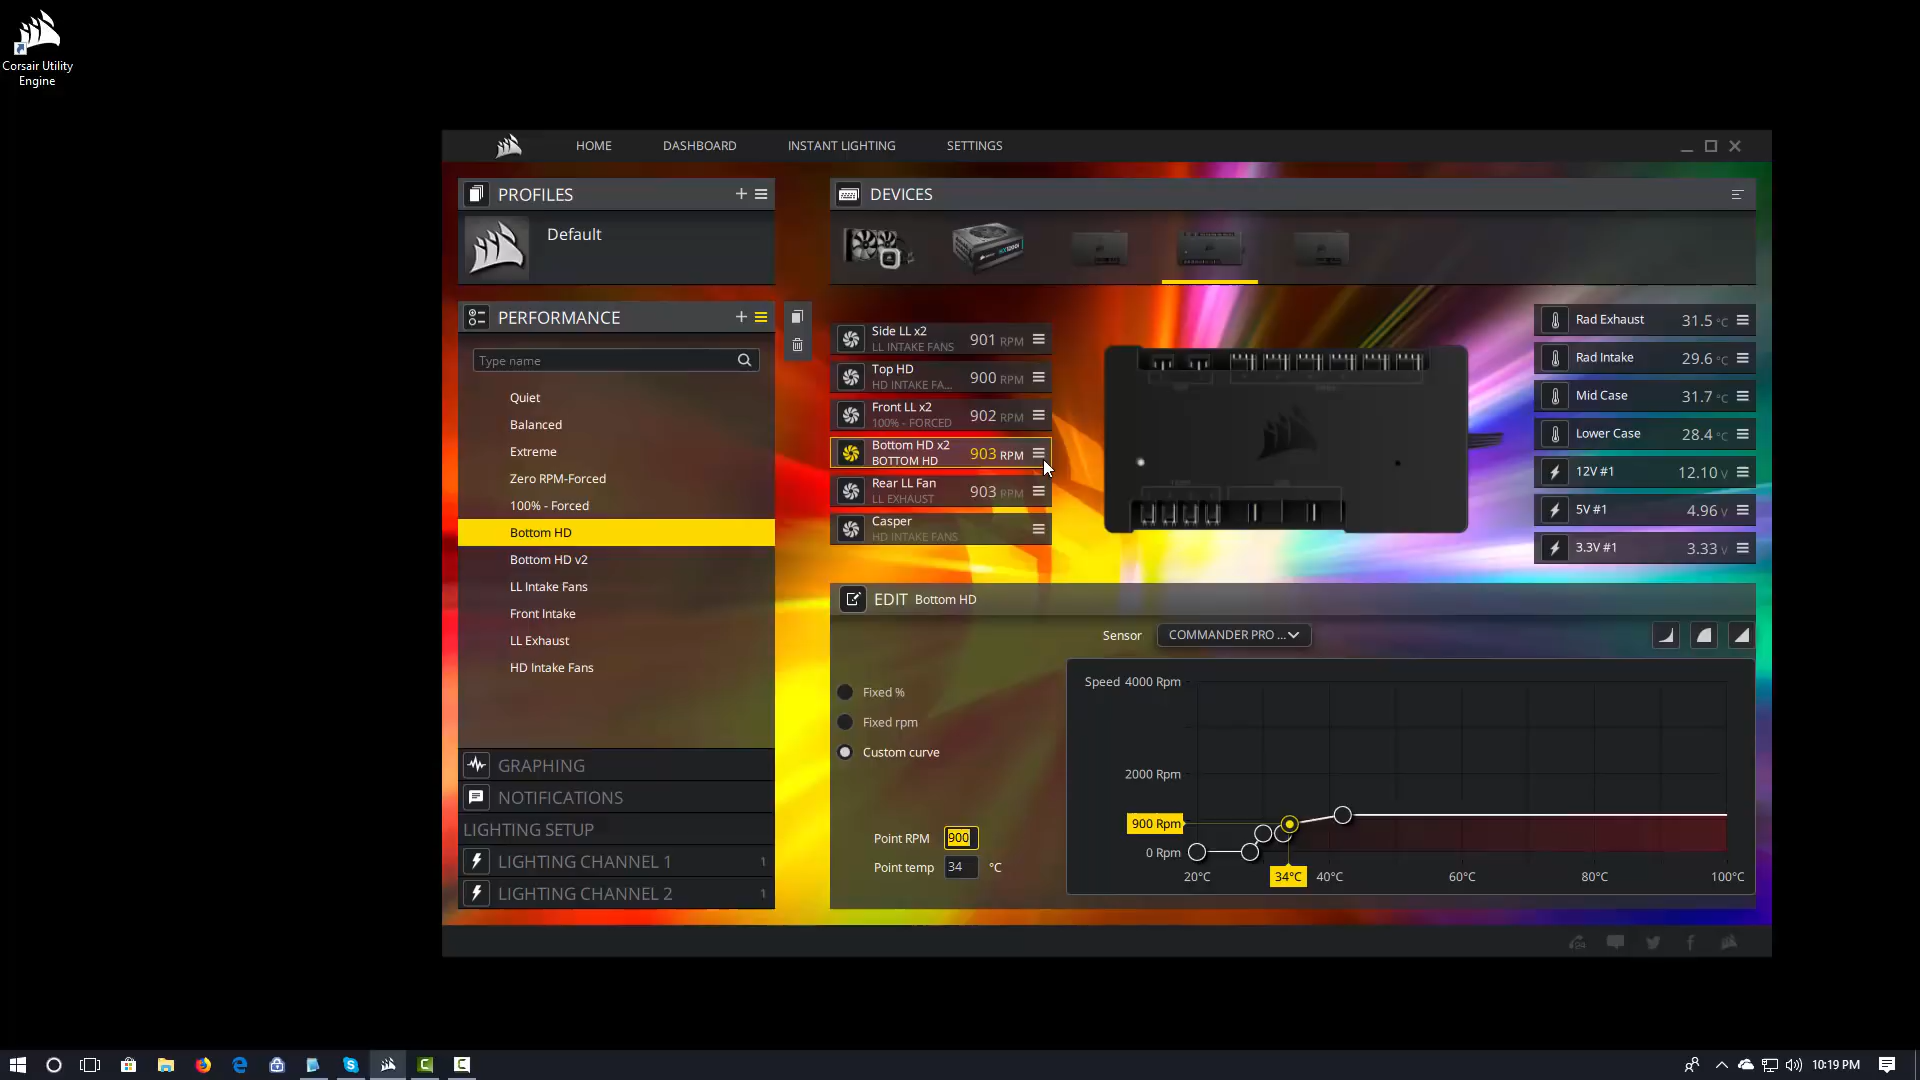 Corsair Utility
Engine
HOME DASHBOARD INSTANT LIGHTING SETTINGS
PROFILES
Default
DEVICES
PERFORMANCE
Type name
Quiet
Balanced
Extreme
Zero RPM-Forced
100% - Forced
Bottom HD
Bottom HD v2
LL Intake Fans
Front Intake
LL Exhaust
HD Intake Fans
GRAPHING
NOTIFICATIONS
LIGHTING SETUP
LIGHTING CHANNEL 1 1
LIGHTING CHANNEL 2 1
Side LL x2
LL INTAKE FANS
901 RPM
Top HD
HD INTAKE FA...
900 RPM
Front LL x2
100% - FORCED
902 RPM
Bottom HD x2
BOTTOM HD
903 RPM
Rear LL Fan
LL EXHAUST
903 RPM
Casper
HD INTAKE FANS
Rad Exhaust 31.5 °C
Rad Intake 29.6 °C
Mid Case 31.7 °C
Lower Case 28.4 °C
12V #1 12.10 V
5V #1 4.96 V
3.3V #1 3.33 V
EDIT Bottom HD
Sensor COMMANDER PRO ...
Fixed %
Fixed rpm
Custom curve
Point RPM 900
Point temp 34 °C
Speed 4000 Rpm
2000 Rpm
900 Rpm
0 Rpm
20°C 34°C 40°C 60°C 80°C 100°C
10:19 PM